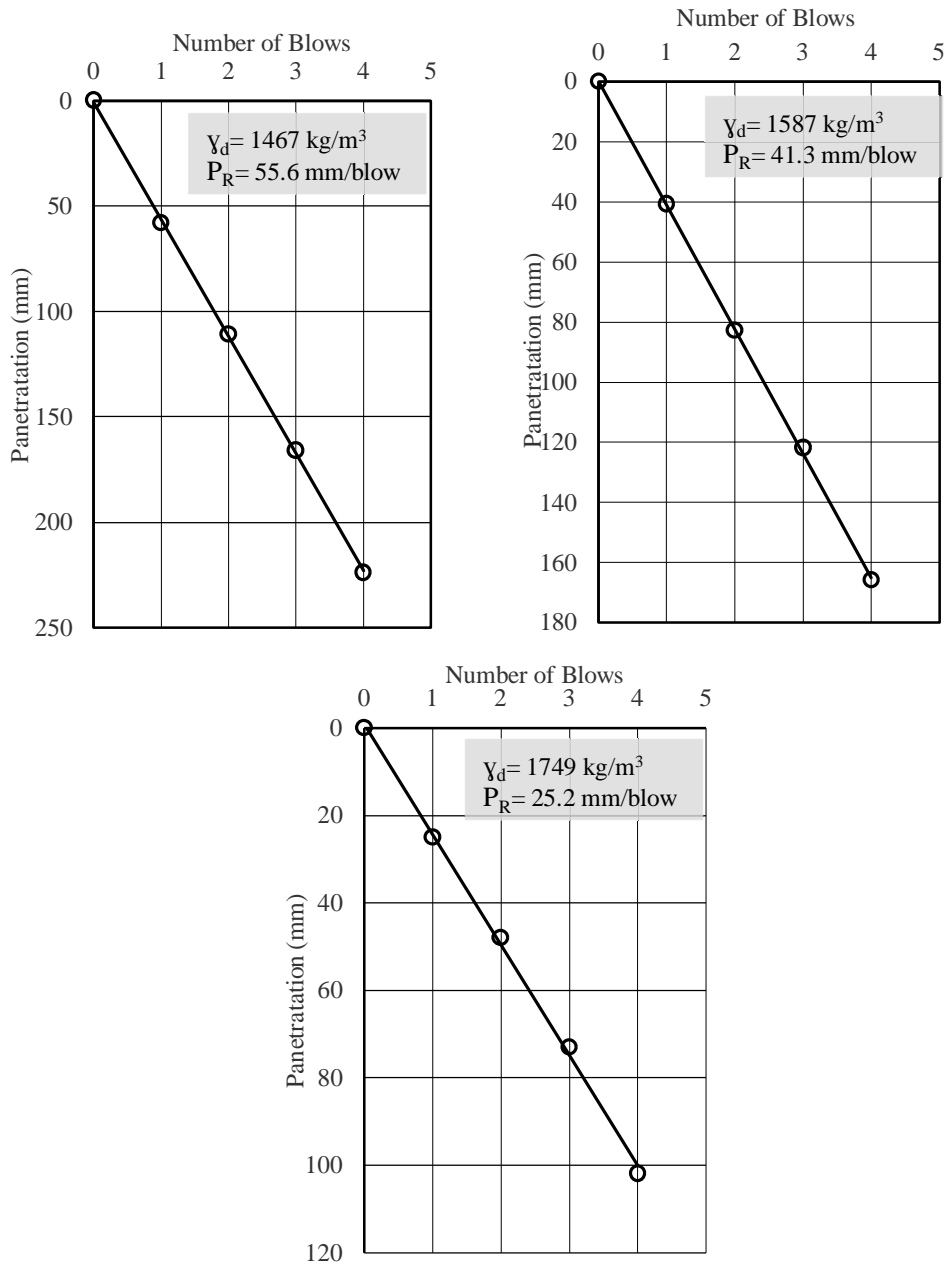 Number of Blows
0 1 2 3 4 5
0
50
100
150
200
250
Panetratation (mm)
Ɣd= 1467 kg/m³
PR= 55.6 mm/blow
Number of Blows
0 1 2 3 4 5
0
20
40
60
80
100
120
140
160
180
Panetratation (mm)
Ɣd= 1587 kg/m³
PR= 41.3 mm/blow
Number of Blows
0 1 2 3 4 5
0
20
40
60
80
100
120
Panetratation (mm)
Ɣd= 1749 kg/m³
PR= 25.2 mm/blow